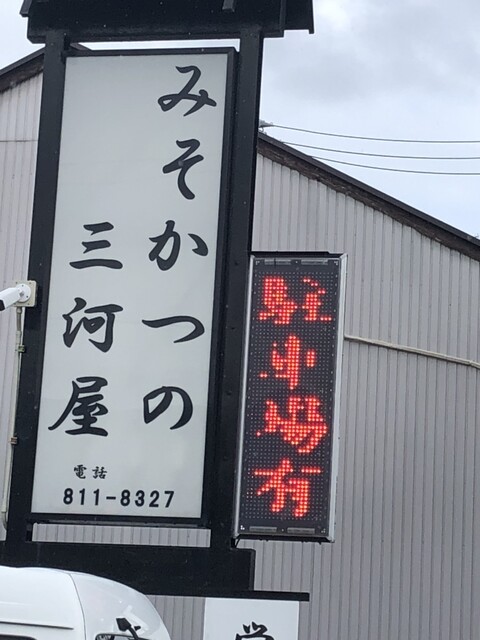 みそかつの
三河屋
電話
811-8327
駐車場有